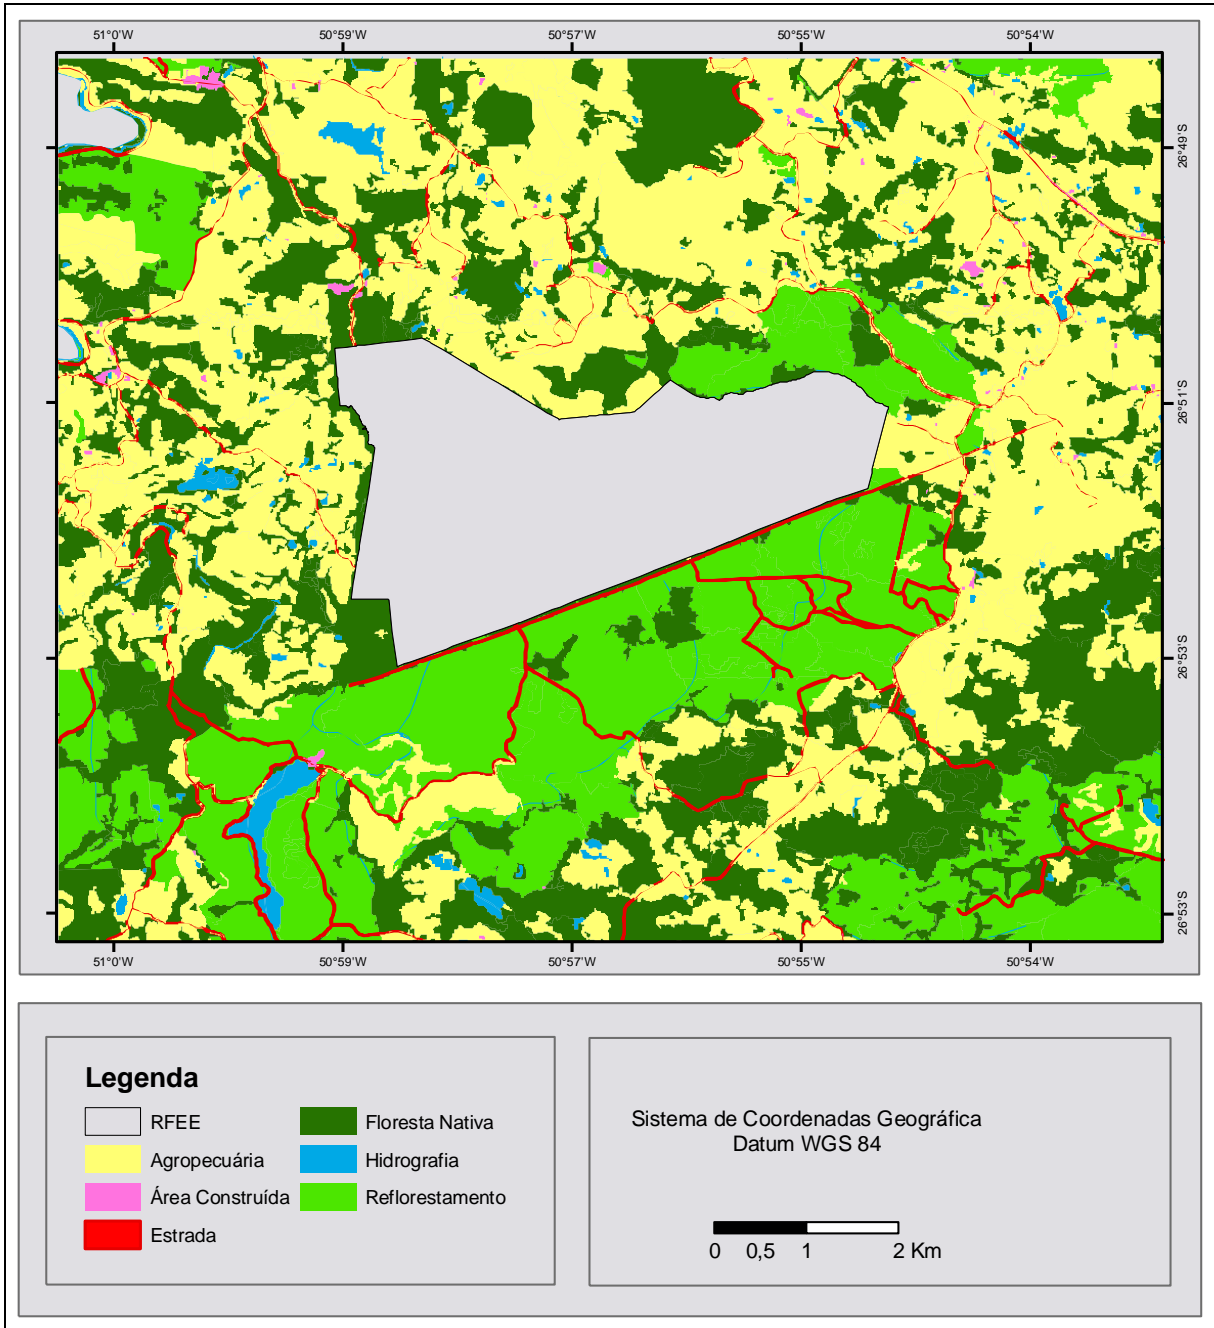 51°0'W 50°59'W 50°57'W 50°55'W 50°54'W
26°49'S
26°51'S
26°53'S
26°53'S
51°0'W 50°59'W 50°57'W 50°55'W 50°54'W
Legenda
RFEE
Agropecuária
Área Construída
Estrada
Floresta Nativa
Hidrografia
Reflorestamento
Sistema de Coordenadas Geográfica
Datum WGS 84
0 0,5 1 2 Km